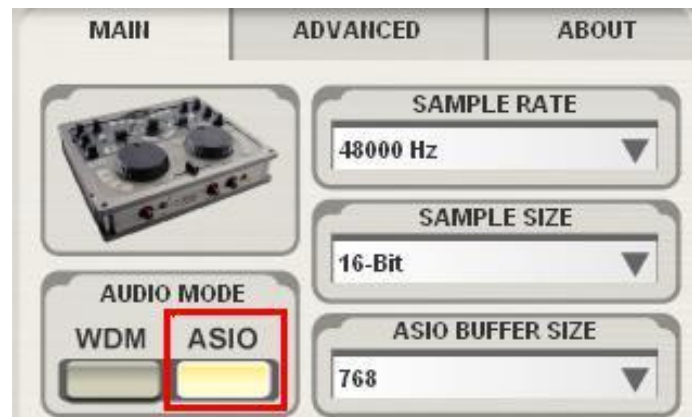 MAIN
ADVANCED
ABOUT
SAMPLE RATE
48000 Hz
SAMPLE SIZE
16-Bit
AUDIO MODE
WDM
ASIO
ASIO BUFFER SIZE
768